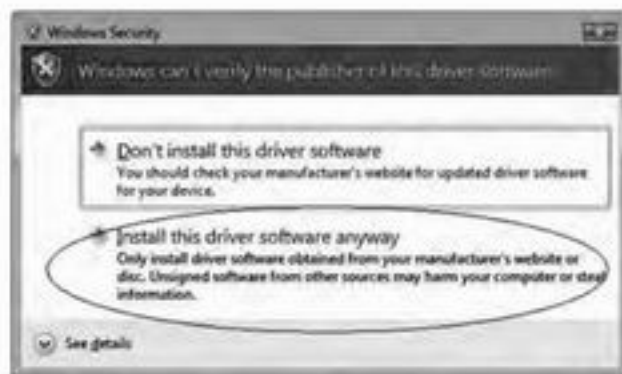 Windows Security
Windows can't verify the publisher of this driver software
Don't install this driver software
You should check your manufacturer's website for updated driver software
for your device.
Install this driver software anyway
Only install driver software obtained from your manufacturer's website or
disc. Unsigned software from other sources may harm your computer or steal
information.
See details